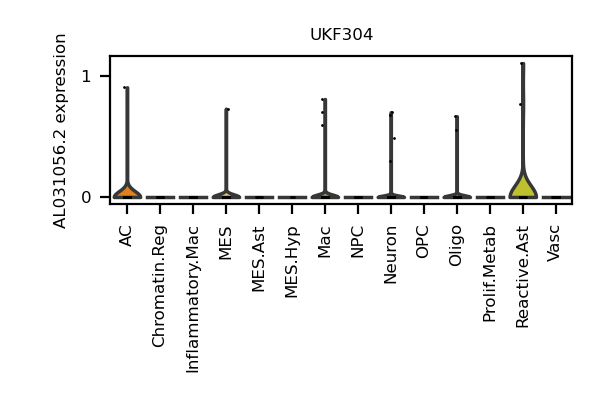 UKF304
AL031056.2 expression
1
0
AC
Chromatin.Reg
Inflammatory.Mac
MES
MES.Ast
MES.Hyp
Mac
NPC
Neuron
OPC
Oligo
Prolif.Metab
Reactive.Ast
Vasc